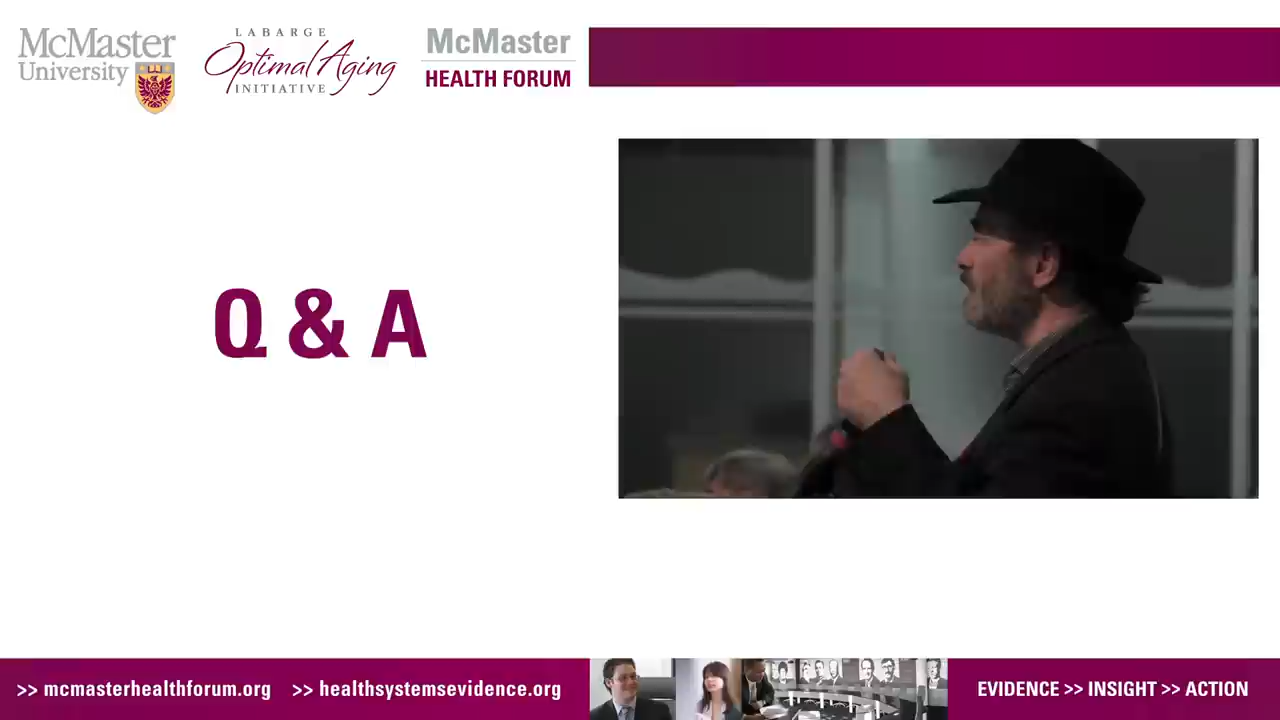 McMaster
University
LABARGE
Optimal Aging
INITIATIVE
McMaster
HEALTH FORUM
Q & A
>> mcmasterhealthforum.org >> healthsystemsevidence.org
EVIDENCE >> INSIGHT >> ACTION